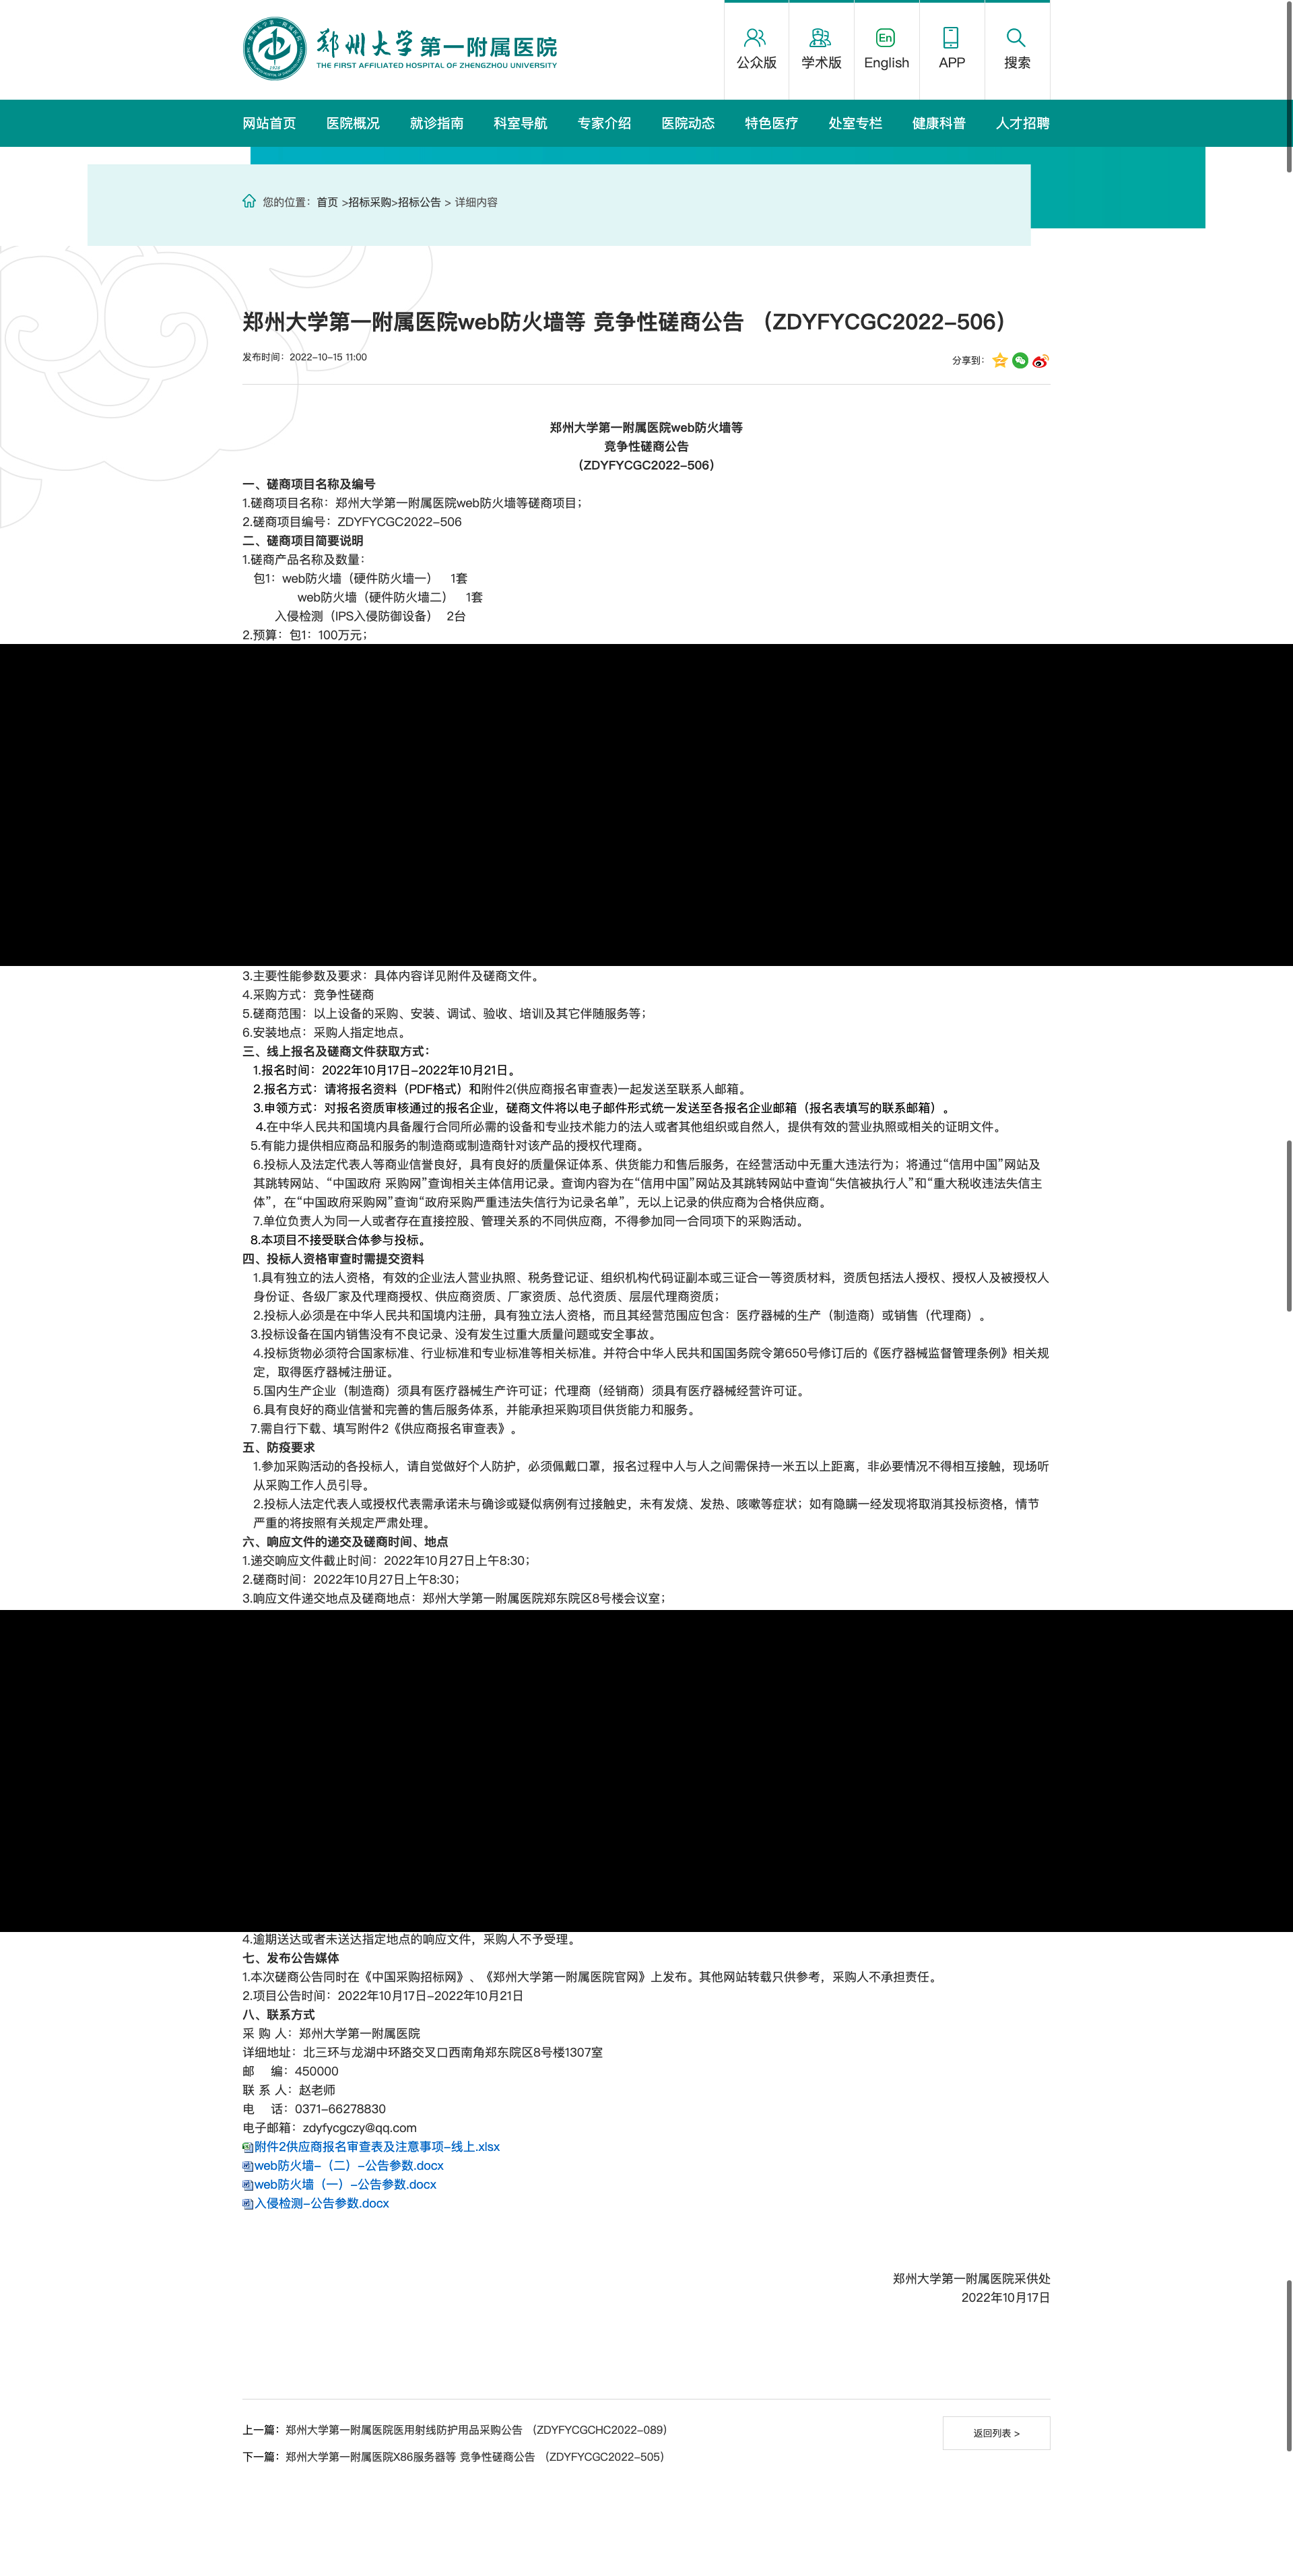 郑州大学第一附属医院
THE FIRST AFFILIATED HOSPITAL OF ZHENGZHOU UNIVERSITY
公众版
学术版
En
English
APP
搜索
网站首页 医院概况 就诊指南 科室导航 专家介绍 医院动态 特色医疗 处室专栏 健康科普 人才招聘
您的位置：首页 >招标采购>招标公告 > 详细内容
郑州大学第一附属医院web防火墙等 竞争性磋商公告 （ZDYFYCGC2022-506）
发布时间：2022-10-15 11:00
分享到：
郑州大学第一附属医院web防火墙等
竞争性磋商公告
（ZDYFYCGC2022-506）
一、磋商项目名称及编号
1.磋商项目名称：郑州大学第一附属医院web防火墙等磋商项目；
2.磋商项目编号：ZDYFYCGC2022-506
二、磋商项目简要说明
1.磋商产品名称及数量：
包1：web防火墙（硬件防火墙一） 1套
web防火墙（硬件防火墙二） 1套
入侵检测（IPS入侵防御设备） 2台
2.预算：包1：100万元；
3.主要性能参数及要求：具体内容详见附件及磋商文件。
4.采购方式：竞争性磋商
5.磋商范围：以上设备的采购、安装、调试、验收、培训及其它伴随服务等；
6.安装地点：采购人指定地点。
三、线上报名及磋商文件获取方式：
1.报名时间：2022年10月17日-2022年10月21日。
2.报名方式：请将报名资料（PDF格式）和附件2(供应商报名审查表)一起发送至联系人邮箱。
3.申领方式：对报名资质审核通过的报名企业，磋商文件将以电子邮件形式统一发送至各报名企业邮箱（报名表填写的联系邮箱）。
4.在中华人民共和国境内具备履行合同所必需的设备和专业技术能力的法人或者其他组织或自然人，提供有效的营业执照或相关的证明文件。
5.有能力提供相应商品和服务的制造商或制造商针对该产品的授权代理商。
6.投标人及法定代表人等商业信誉良好，具有良好的质量保证体系、供货能力和售后服务，在经营活动中无重大违法行为；将通过“信用中国”网站及
其跳转网站、“中国政府 采购网”查询相关主体信用记录。查询内容为在“信用中国”网站及其跳转网站中查询“失信被执行人”和“重大税收违法失信主
体”，在“中国政府采购网”查询“政府采购严重违法失信行为记录名单”，无以上记录的供应商为合格供应商。
7.单位负责人为同一人或者存在直接控股、管理关系的不同供应商，不得参加同一合同项下的采购活动。
8.本项目不接受联合体参与投标。
四、投标人资格审查时需提交资料
1.具有独立的法人资格，有效的企业法人营业执照、税务登记证、组织机构代码证副本或三证合一等资质材料，资质包括法人授权、授权人及被授权人
身份证、各级厂家及代理商授权、供应商资质、厂家资质、总代资质、层层代理商资质；
2.投标人必须是在中华人民共和国境内注册，具有独立法人资格，而且其经营范围应包含：医疗器械的生产（制造商）或销售（代理商）。
3.投标设备在国内销售没有不良记录、没有发生过重大质量问题或安全事故。
4.投标货物必须符合国家标准、行业标准和专业标准等相关标准。并符合中华人民共和国国务院令第650号修订后的《医疗器械监督管理条例》相关规
定，取得医疗器械注册证。
5.国内生产企业（制造商）须具有医疗器械生产许可证；代理商（经销商）须具有医疗器械经营许可证。
6.具有良好的商业信誉和完善的售后服务体系，并能承担采购项目供货能力和服务。
7.需自行下载、填写附件2《供应商报名审查表》。
五、防疫要求
1.参加采购活动的各投标人，请自觉做好个人防护，必须佩戴口罩，报名过程中人与人之间需保持一米五以上距离，非必要情况不得相互接触，现场听
从采购工作人员引导。
2.投标人法定代表人或授权代表需承诺未与确诊或疑似病例有过接触史，未有发烧、发热、咳嗽等症状；如有隐瞒一经发现将取消其投标资格，情节
严重的将按照有关规定严肃处理。
六、响应文件的递交及磋商时间、地点
1.递交响应文件截止时间：2022年10月27日上午8:30；
2.磋商时间：2022年10月27日上午8:30；
3.响应文件递交地点及磋商地点：郑州大学第一附属医院郑东院区8号楼会议室；
4.逾期送达或者未送达指定地点的响应文件，采购人不予受理。
七、发布公告媒体
1.本次磋商公告同时在《中国采购招标网》、《郑州大学第一附属医院官网》上发布。其他网站转载只供参考，采购人不承担责任。
2.项目公告时间：2022年10月17日-2022年10月21日
八、联系方式
采 购 人：郑州大学第一附属医院
详细地址：北三环与龙湖中环路交叉口西南角郑东院区8号楼1307室
邮 编：450000
联 系 人：赵老师
电 话：0371-66278830
电子邮箱：zdyfycgczy@qq.com
附件2供应商报名审查表及注意事项-线上.xlsx
web防火墙-（二）-公告参数.docx
web防火墙（一）-公告参数.docx
入侵检测-公告参数.docx
郑州大学第一附属医院采供处
2022年10月17日
上一篇：郑州大学第一附属医院医用射线防护用品采购公告 （ZDYFYCGCHC2022-089）
返回列表 >
下一篇：郑州大学第一附属医院X86服务器等 竞争性磋商公告 （ZDYFYCGC2022-505）